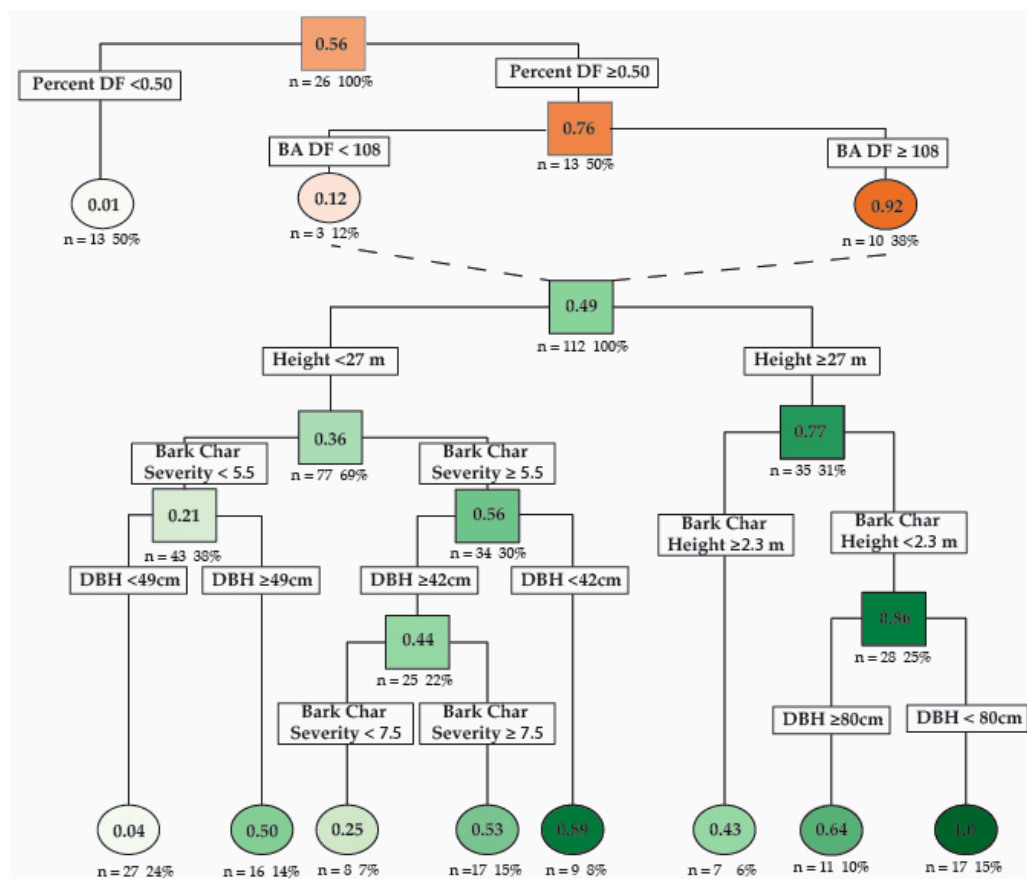 0.56
n = 26 100%
Percent DF <0.50
Percent DF ≥0.50
0.76
n = 13 50%
BA DF < 108
BA DF ≥ 108
0.01
n = 13 50%
0.12
n = 3 12%
0.92
n = 10 38%
0.49
n = 112 100%
Height <27 m
Height ≥27 m
0.36
n = 77 69%
0.77
n = 35 31%
Bark Char
Severity < 5.5
Bark Char
Severity ≥ 5.5
0.21
n = 43 38%
0.56
n = 34 30%
Bark Char
Height ≥2.3 m
Bark Char
Height <2.3 m
DBH <49cm
DBH ≥49cm
DBH ≥42cm
DBH <42cm
0.44
n = 25 22%
0.86
n = 28 25%
Bark Char
Severity < 7.5
Bark Char
Severity ≥ 7.5
DBH ≥80cm
DBH < 80cm
0.04
n = 27 24%
0.50
n = 16 14%
0.25
n = 8 7%
0.53
n =17 15%
0.89
n = 9 8%
0.43
n = 7 6%
0.64
n = 11 10%
1.0
n = 17 15%